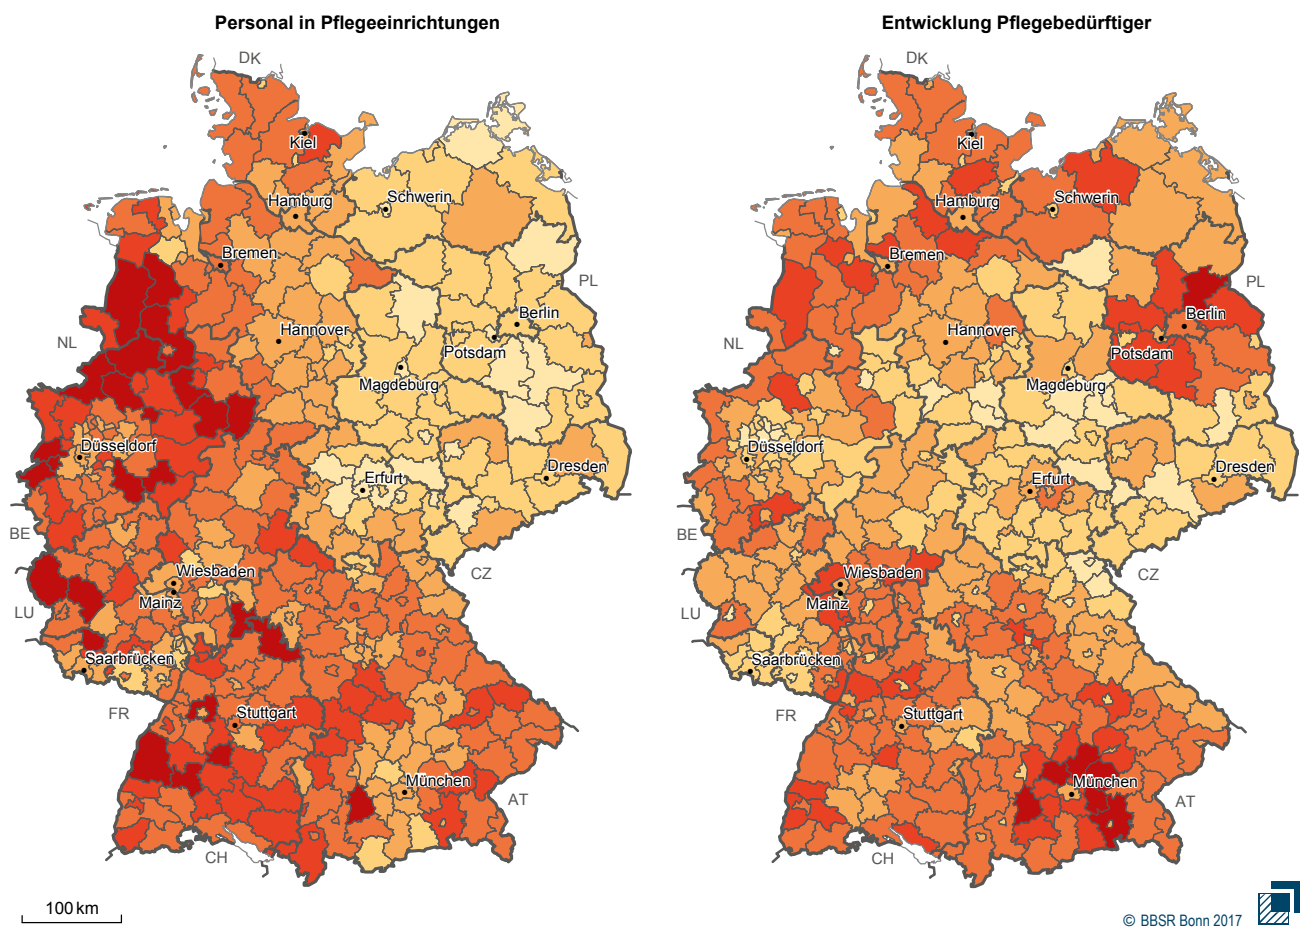 Personal in Pflegeeinrichtungen
Entwicklung Pflegebedürftiger
DK
Kiel
Hamburg
Schwerin
Bremen
PL
Berlin
Hannover
NL
Potsdam
Magdeburg
Düsseldorf
Dresden
Erfurt
BE
Wiesbaden
CZ
Mainz
LU
Saarbrücken
FR
Stuttgart
München
AT
CH
DK
Kiel
Hamburg
Schwerin
Bremen
PL
Berlin
Hannover
NL
Potsdam
Magdeburg
Düsseldorf
Dresden
Erfurt
BE
Wiesbaden
CZ
Mainz
LU
Saarbrücken
FR
Stuttgart
München
AT
CH
100 km
© BBSR Bonn 2017